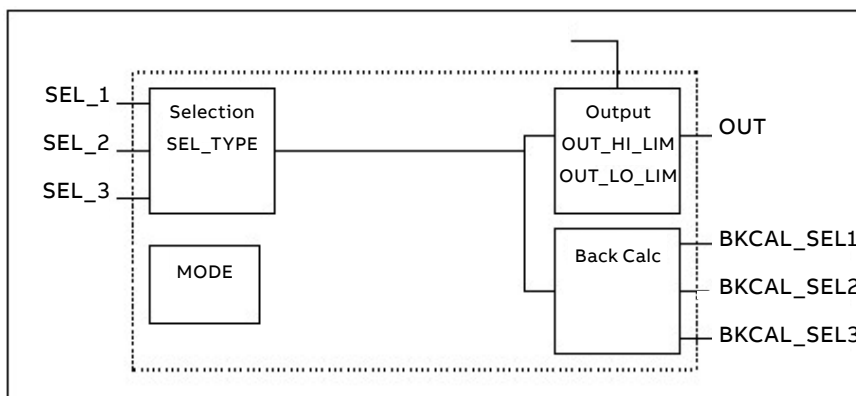 SEL_1
SEL_2
SEL_3
Selection
SEL_TYPE
MODE
Output
OUT_HI_LIM
OUT_LO_LIM
OUT
Back Calc
BKCAL_SEL1
BKCAL_SEL2
BKCAL_SEL3